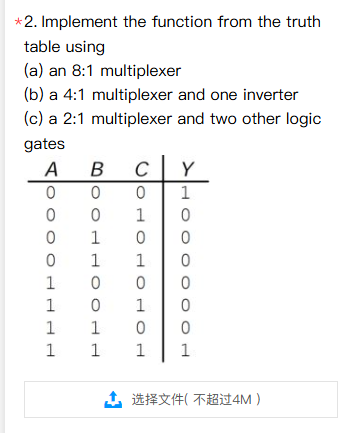 *2. Implement the function from the truth
table using
(a) an 8:1 multiplexer
(b) a 4:1 multiplexer and one inverter
(c) a 2:1 multiplexer and two other logic
gates
A B C Y
0 0 0 1
0 0 1 0
0 1 0 0
0 1 1 0
1 0 0 0
1 0 1 0
1 1 0 0
1 1 1 1
选择文件( 不超过4M )